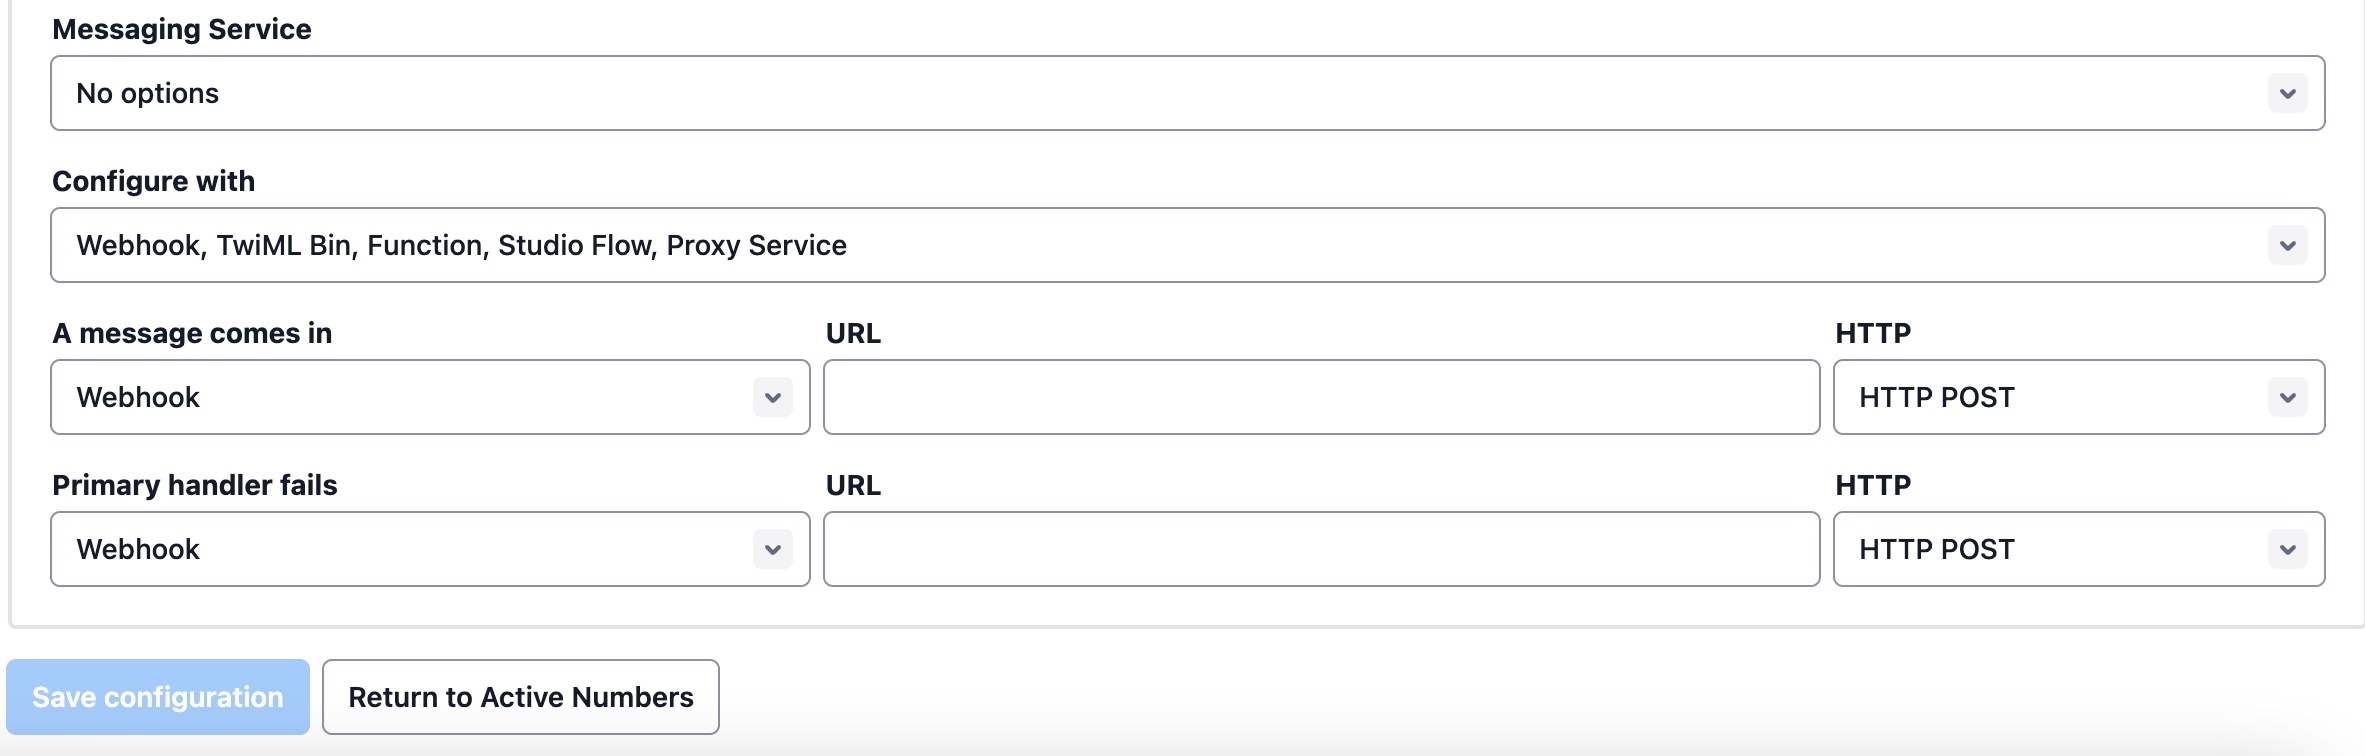 Messaging Service
No options
Configure with
Webhook, TwiML Bin, Function, Studio Flow, Proxy Service
A message comes in URL HTTP
Webhook HTTP POST
Primary handler fails URL HTTP
Webhook HTTP POST
Save configuration Return to Active Numbers